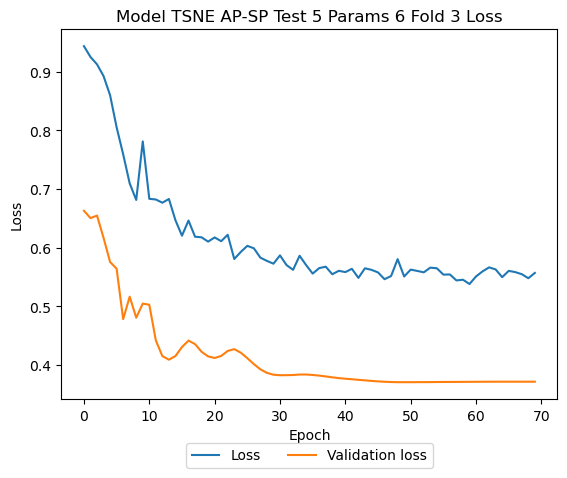 Model TSNE AP-SP Test 5 Params 6 Fold 3 Loss
0.9
0.8
0.7
0.6
0.5
0.4
Loss
0 10 20 30 40 50 60 70
Epoch
Loss Validation loss